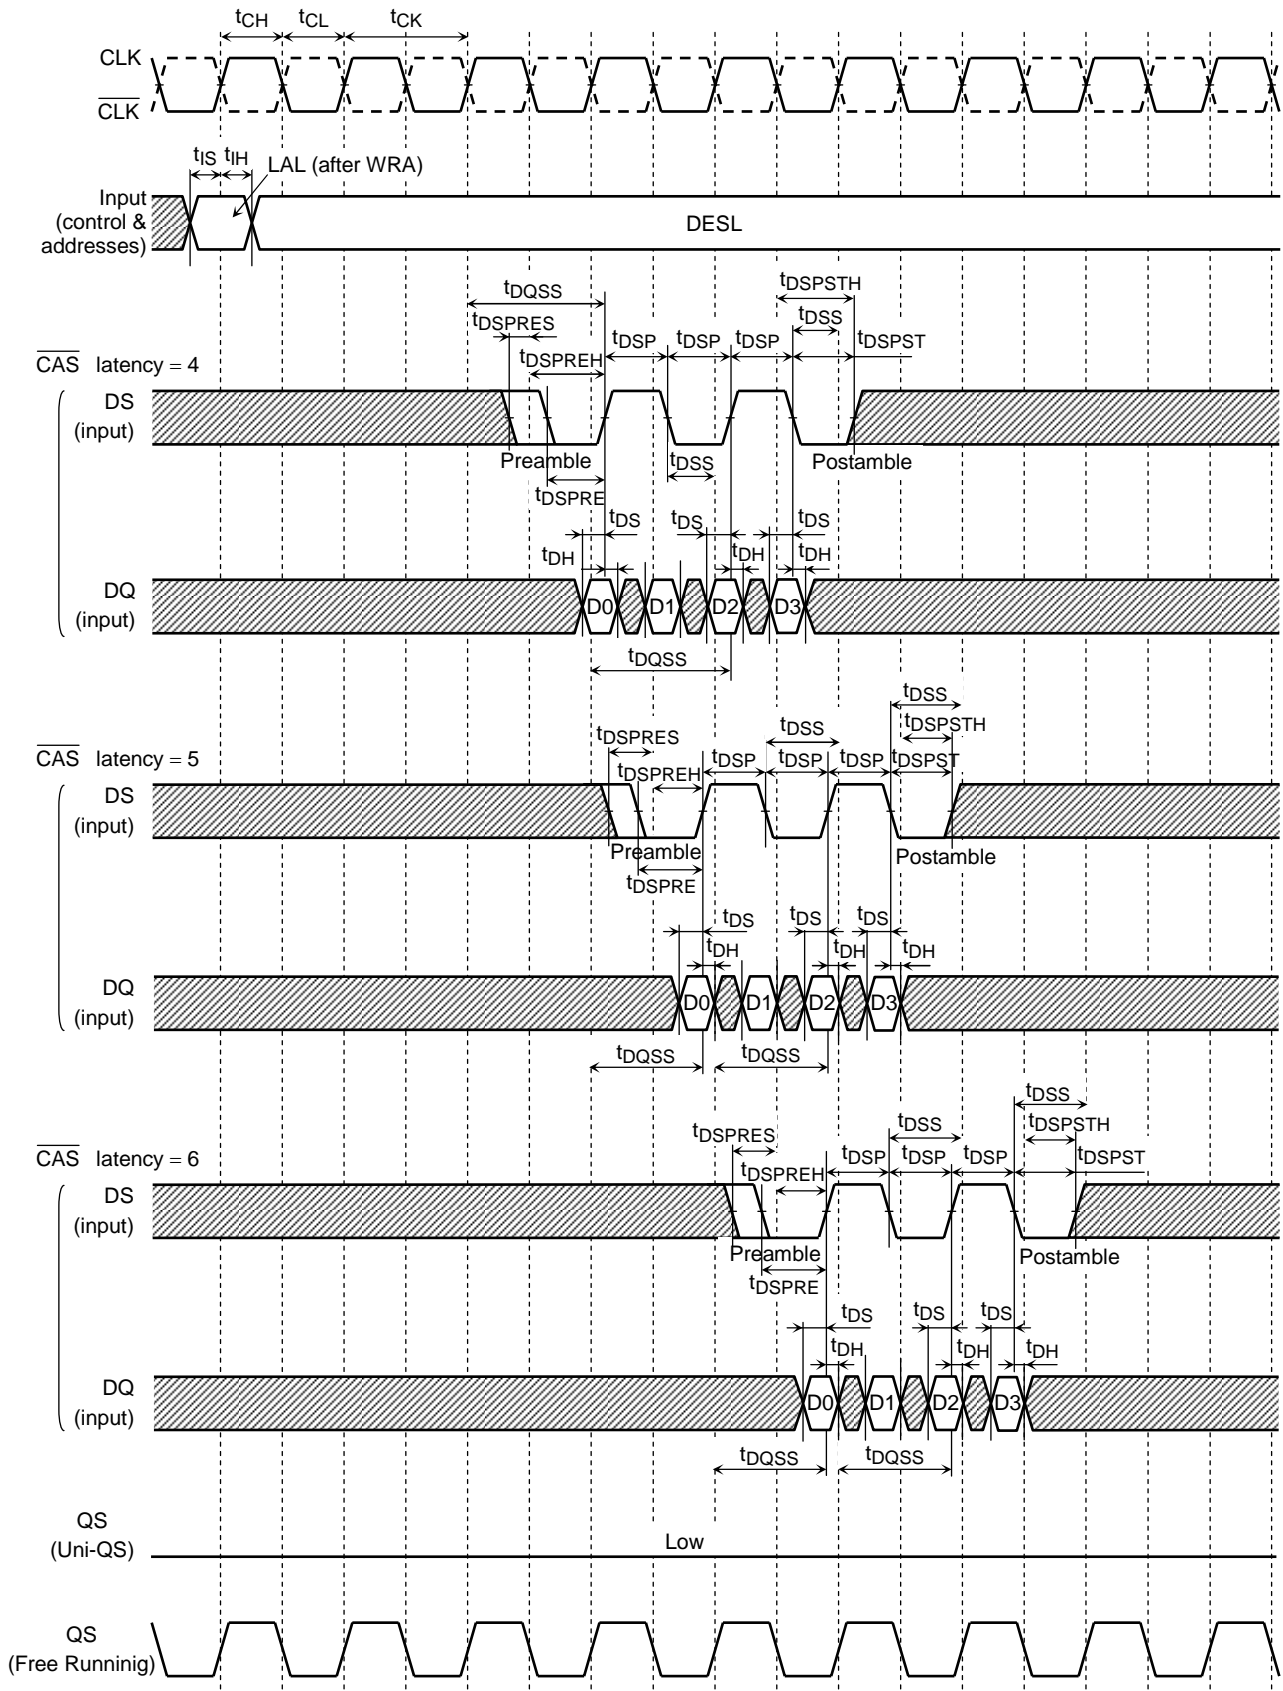 tCH tCL tCK
CLK
CLK
tIS tIH LAL (after WRA)
Input
(control &
addresses)
DESL
tDSPSTH
tDQSS
tDSPRES
tDSS
tDSP tDSP tDSP tDSPST
tDSPREH
CAS latency = 4
DS
(input)
Preamble
tDSS
Postamble
tDSPRE
tDS tDS tDS
tDH tDH tDH
DQ
(input)
D0 D1 D2 D3
tDQSS
tDSS
tDSPSTH
tDSPRES
tDSS
CAS latency = 5
tDSPREH
tDSP tDSP tDSP tDSPST
DS
(input)
Preamble
Postamble
tDSPRE
tDS tDS tDS
tDH tDH tDH
DQ
(input)
D0 D1 D2 D3
tDQSS tDQSS
tDSS
tDSPSTH
tDSPRES
tDSS
CAS latency = 6
tDSPREH
tDSP tDSP tDSP tDSPST
DS
(input)
Preamble
Postamble
tDSPRE
tDS tDS tDS
tDH tDH tDH
DQ
(input)
D0 D1 D2 D3
tDQSS tDQSS
QS
(Uni-QS)
Low
QS
(Free Runninig)